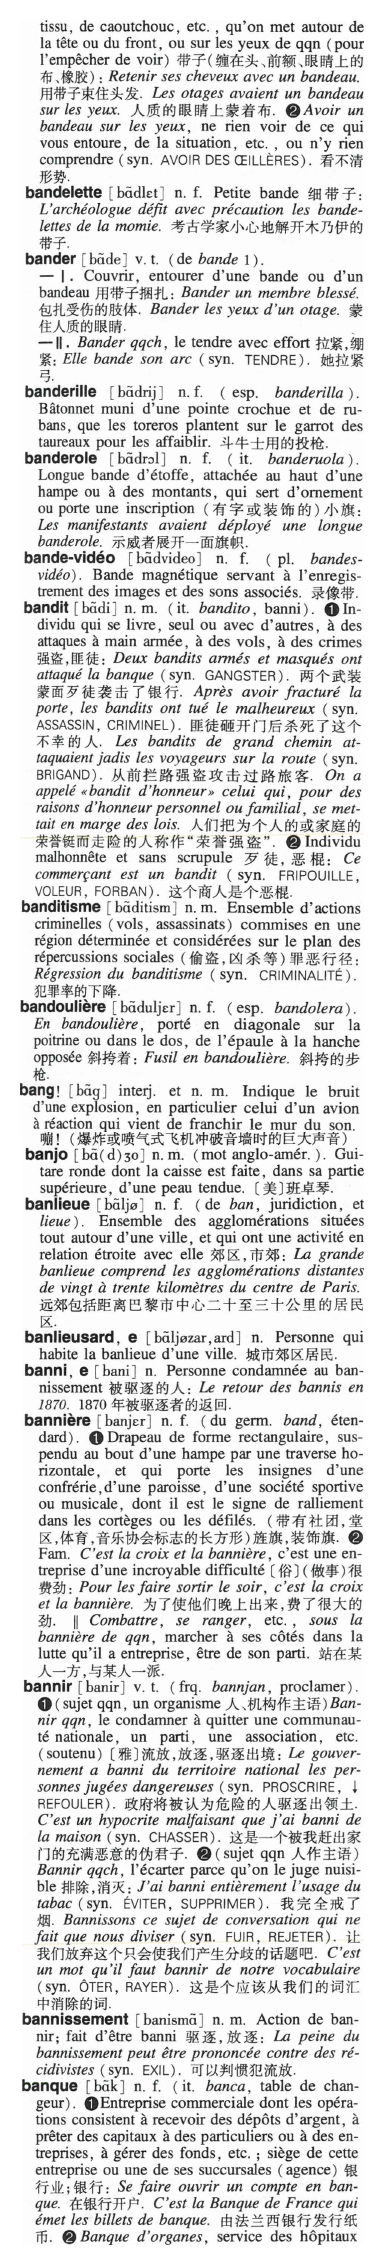 tissu, de caoutchouc, etc. , qu'on met autour de
la tête ou du front, ou sur les yeux de qqn (pour
l'empêcher de voir) 带子(缠在头、前额、眼睛上的
布、橡胶) : Retenir ses cheveux avec un bandeau.
用带子束住头发. Les otages avaient un bandeau
sur les yeux. 人质的眼睛上蒙着布. ❷Avoir un
bandeau sur les yeux, ne rien voir de ce qui
vous entoure, de la situation, etc. , ou n'y rien
comprendre (syn. AVOIR DES ŒILLÈRES). 看不清
形势.
bandelette [bɑ̃dlɛt] n. f. Petite bande 细带子:
L'archéologue défit avec précaution les bande-
lettes de la momie. 考古学家小心地解开木乃伊的
带子.
bander [bɑ̃de] v. t. (de bande 1).
— Ⅰ. Couvrir, entourer d'une bande ou d'un
bandeau 用带子捆扎: Bander un membre blessé.
包扎受伤的肢体. Bander les yeux d'un otage. 蒙
住人质的眼睛.
—Ⅱ. Bander qqch, le tendre avec effort 拉紧,绷
紧: Elle bande son arc (syn. TENDRE). 她拉紧
弓.
banderille [bɑ̃drij] n. f. (esp. banderilla).
Bâtonnet muni d'une pointe crochue et de ru-
bans, que les toreros plantent sur le garrot des
taureaux pour les affaiblir. 斗牛士用的投枪.
banderole [bɑ̃drɔl] n. f. (it. banderuola).
Longue bande d'étoffe, attachée au haut d'une
hampe ou à des montants, qui sert d'ornement
ou porte une inscription (有字或装饰的)小旗:
Les manifestants avaient déployé une longue
banderole. 示威者展开一面旗帜.
bande-vidéo [bɑ̃dvideo] n. f. (pl. bandes-
vidéo). Bande magnétique servant à l'enregis-
trement des images et des sons associés. 录像带.
bandit [bɑ̃di] n. m. (it. bandito, banni). ❶In-
dividu qui se livre, seul ou avec d'autres, à des
attaques à main armée, à des vols, à des crimes
强盗,匪徒: Deux bandits armés et masqués ont
attaqué la banque (syn. GANGSTER). 两个武装
蒙面歹徒袭击了银行. Après avoir fracturé la
porte, les bandits ont tué le malheureux (syn.
ASSASSIN, CRIMINEL). 匪徒砸开门后杀死了这个
不幸的人. Les bandits de grand chemin at-
taquaient jadis les voyageurs sur la route (syn.
BRIGAND). 从前拦路强盗攻击过路旅客. On a
appelé «bandit d'honneur» celui qui, pour des
raisons d'honneur personnel ou familial, se met-
tait en marge des lois. 人们把为个人的或家庭的
荣誉铤而走险的人称作“荣誉强盗”. ❷Individu
malhonnête et sans scrupule 歹徒,恶棍: Ce
commerçant est un bandit (syn. FRIPOUILLE,
VOLEUR, FORBAN). 这个商人是个恶棍.
banditisme [bɑ̃ditism] n. m. Ensemble d'actions
criminelles (vols, assassinats) commises en une
région déterminée et considérées sur le plan des
répercussions sociales (偷盗,凶杀等)罪恶行径:
Régression du banditisme (syn. CRIMINALITÉ).
犯罪率的下降.
bandoulière [bɑ̃duljɛr] n. f. (esp. bandolera).
En bandoulière, porté en diagonale sur la
poitrine ou dans le dos, de l'épaule à la hanche
opposée 斜挎着: Fusil en bandoulière. 斜挎的步
枪.
bang! [bɑ̃g] interj. et n. m. Indique le bruit
d'une explosion, en particulier celui d'un avion
à réaction qui vient de franchir le mur du son.
嘣! (爆炸或喷气式飞机冲破音墙时的巨大声音)
banjo [bɑ̃(d)ʒo] n. m. (mot anglo-amér. ). Gui-
tare ronde dont la caisse est faite, dans sa partie
supérieure, d'une peau tendue. [美]班卓琴.
banlieue [bɑ̃ljø] n. f. (de ban, juridiction, et
lieue). Ensemble des agglomérations situées
tout autour d'une ville, et qui ont une activité en
relation étroite avec elle 郊区,市郊: La grande
banlieue comprend les agglomérations distantes
de vingt à trente kilomètres du centre de Paris.
远郊包括距离巴黎市中心二十至三十公里的居民
区.
banlieusard, e [bɑ̃ljøzar,ard] n. Personne qui
habite la banlieue d'une ville. 城市郊区居民.
banni, e [bani] n. Personne condamnée au ban-
nissement 被驱逐的人: Le retour des bannis en
1870. 1870 年被驱逐者的返回.
bannière [banjɛr] n. f. (du germ. band, éten-
dard). ❶Drapeau de forme rectangulaire, sus-
pendu au bout d'une hampe par une traverse ho-
rizontale, et qui porte les insignes d'une
confrérie,d'une paroisse, d'une société sportive
ou musicale, dont il est le signe de ralliement
dans les cortèges ou les défilés. (带有社团,堂
区,体育,音乐协会标志的长方形)旌旗,装饰旗. ❷
Fam. C'est la croix et la bannière, c'est une en-
treprise d'une incroyable difficulté [俗](做事)很
费劲: Pour les faire sortir le soir, c'est la croix
et la bannière. 为了使他们晚上出来,费了很大的
劲. ‖ Combattre, se ranger, etc. , sous la
bannière de qqn, marcher à ses côtés dans la
lutte qu'il a entreprise, être de son parti. 站在某
人一方,与某人一派.
bannir [banir] v. t. (frq. bannjan, proclamer).
❶(sujet qqn, un organisme 人、机构作主语)Ban-
nir qqn, le condamner à quitter une communau-
té nationale, un parti, une association, etc.
(soutenu) [雅]流放,放逐,驱逐出境: Le gouver-
nement a banni du territoire national les per-
sonnes jugées dangereuses (syn. PROSCRIRE, ↓
REFOULER). 政府将被认为危险的人驱逐出领土.
C'est un hypocrite malfaisant que j'ai banni de
la maison (syn. CHASSER). 这是一个被我赶出家
门的充满恶意的伪君子. ❷(sujet qqn 人作主语)
Bannir qqch, l'écarter parce qu'on le juge nuisi-
ble 排除,消灭: J'ai banni entièrement l'usage du
tabac (syn. ÉVITER, SUPPRIMER). 我完全戒了
烟. Bannissons ce sujet de conversation qui ne
fait que nous diviser (syn. FUIR, REJETER). 让
我们放弃这个只会使我们产生分歧的话题吧. C'est
un mot qu'il faut bannir de notre vocabulaire
(syn. ÔTER, RAYER). 这是个应该从我们的词汇
中消除的词.
bannissement [banismɑ̃] n. m. Action de ban-
nir; fait d'être banni 驱逐,放逐: La peine du
bannissement peut être prononcée contre des ré-
cidivistes (syn. EXIL). 可以判惯犯流放.
banque [bɑ̃k] n. f. (it. banca, table de chan-
geur). ❶Entreprise commerciale dont les opéra-
tions consistent à recevoir des dépôts d'argent, à
prêter des capitaux à des particuliers ou à des en-
treprises, à gérer des fonds, etc. ; siège de cette
entreprise ou une de ses succursales (agence) 银
行业;银行: Se faire ouvrir un compte en ban-
que. 在银行开户. C'est la Banque de France qui
émet les billets de banque. 由法兰西银行发行纸
币. ❷Banque d'organes, service des hôpitaux